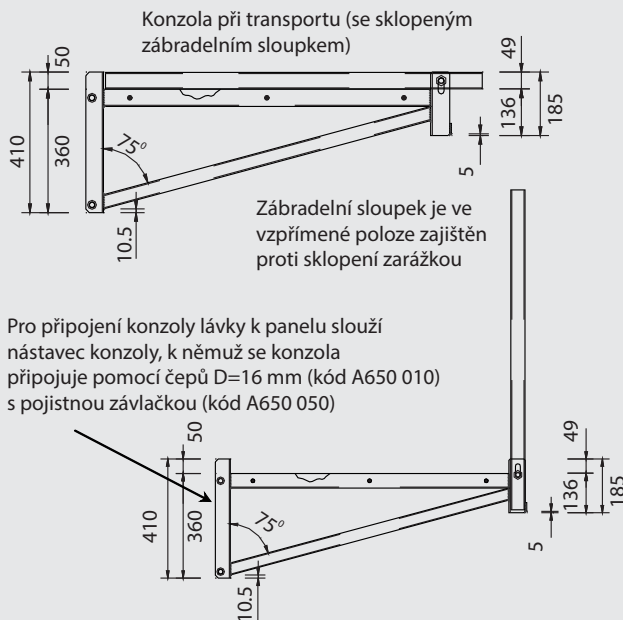 Konzola při transportu (se sklopeným
zábradelním sloupkem)
50
410
360
75⁰
10.5
49
136
185
5
Zábradelní sloupek je ve
vzpřímené poloze zajištěn
proti sklopení zarážkou
Pro připojení konzoly lávky k panelu slouží
nástavec konzoly, k němuž se konzola
připojuje pomocí čepů D=16 mm (kód A650 010)
s pojistnou závlačkou (kód A650 050)
50
410
360
75⁰
10.5
49
136
185
5